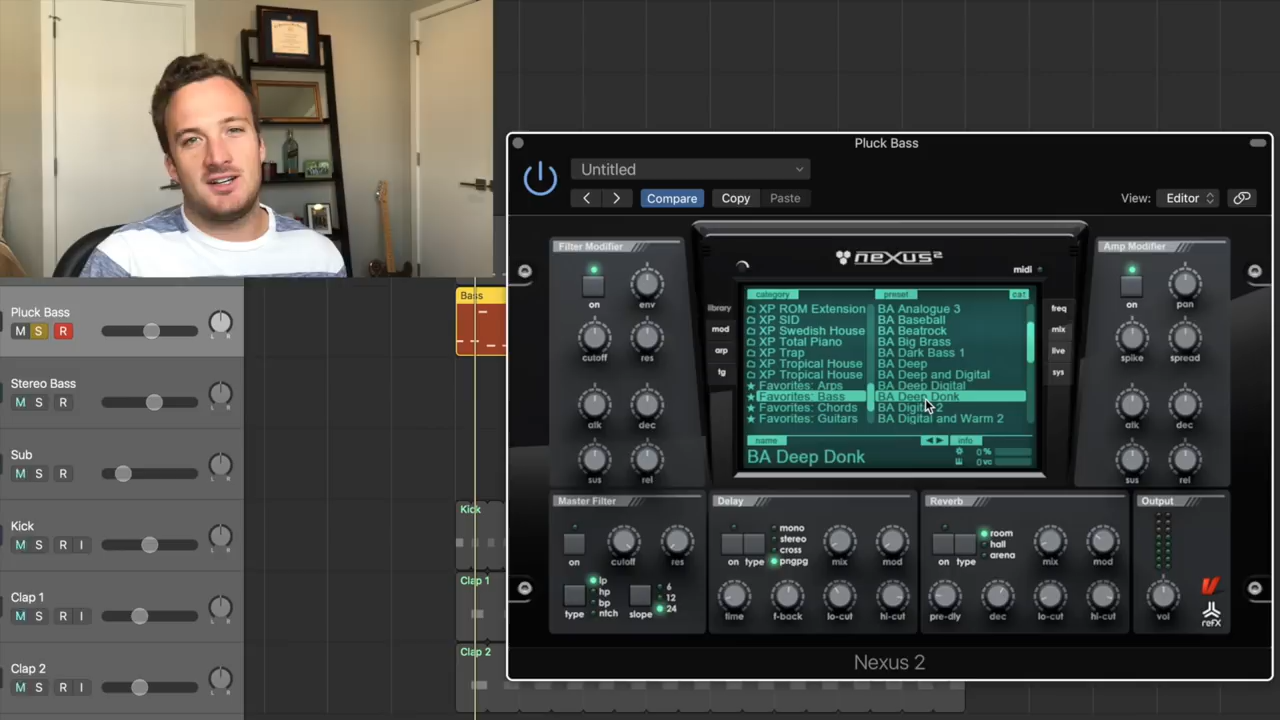 Pluck Bass
Untitled
Compare
Copy
Paste
View:
Editor
Filter Modifier
on
env
cutoff
res
atk
dec
sus
rel
nexus²
midi
library
mod
arp
tg
category
XP ROM Extension
XP SID
XP Swedish House
XP Total Piano
XP Trap
XP Tropical House
XP Tropical House
Favorites: Arps
Favorites: Bass
Favorites: Chords
Favorites: Guitars
preset
cat
BA Analogue 3
BA Baseball
BA Beatrock
BA Big Brass
BA Dark Bass 1
BA Deep
BA Deep and Digital
BA Deep Digital
BA Deep Donk
BA Digital 2
BA Digital and Warm 2
name
info
BA Deep Donk
0 %
0 vc
freq
mix
live
sys
Amp Modifier
on
pan
spike
spread
atk
dec
sus
rel
Master Filter
on
cutoff
res
type
lp
hp
bp
ntch
slope
6
12
24
Delay
on
type
mono
stereo
cross
pngpg
mix
mod
time
f-back
lo-cut
hi-cut
Reverb
on
type
room
hall
arena
mix
mod
pre-dly
dec
lo-cut
hi-cut
Output
vol
refX
Nexus 2
Pluck Bass
M S R
L R
Bass
Stereo Bass
M S R
L R
Sub
M S R
L R
Kick
M S R I
L R
Kick
Clap 1
M S R I
L R
Clap 1
Clap 2
M S R I
L R
Clap 2